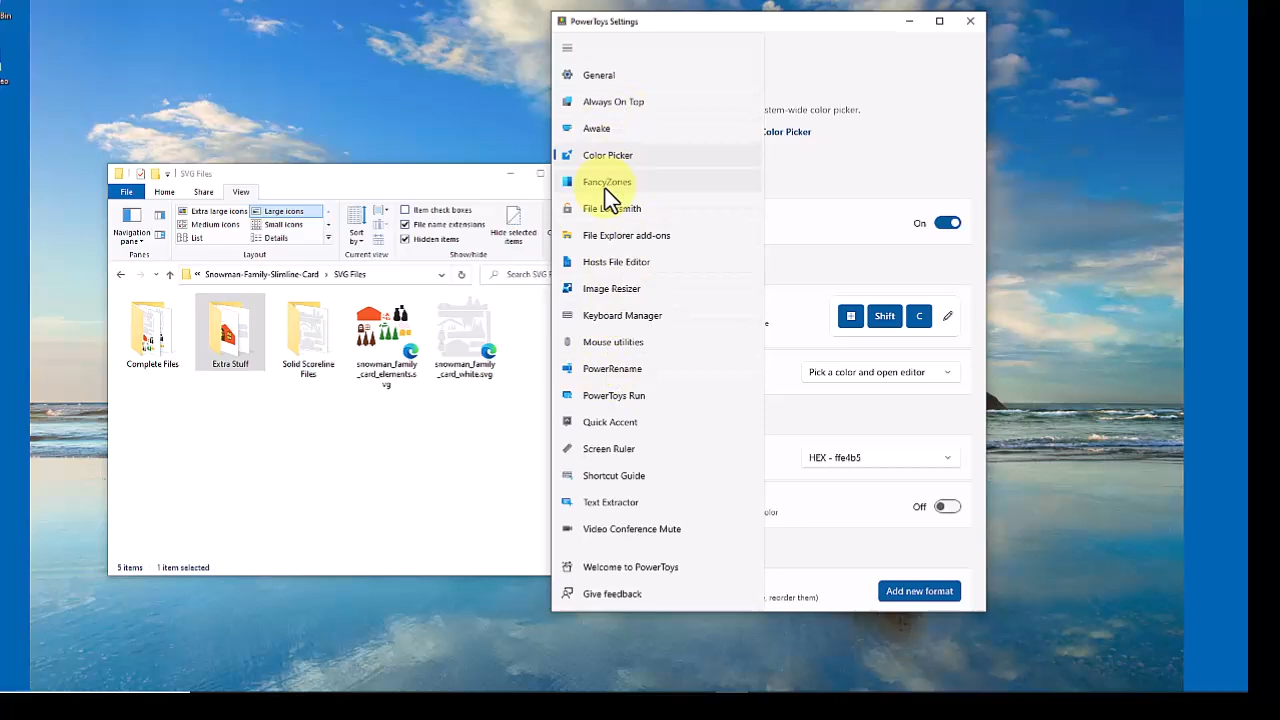 Bin
PowerToys Settings
General
Always On Top
Awake
Color Picker
FancyZones
File Explorer add-ons
Hosts File Editor
Image Resizer
Keyboard Manager
Mouse utilities
PowerRename
PowerToys Run
Quick Accent
Screen Ruler
Shortcut Guide
Text Extractor
Video Conference Mute
Welcome to PowerToys
Give feedback
stem-wide color picker.
Color Picker
On
Shift C
Pick a color and open editor
HEX - ffe4b5
olor
Off
, reorder them)
Add new format
SVG Files
File Home Share View
Navigation
pane
Panes
Extra large icons
Large icons
Medium icons
Small icons
List
Details
Layout
Sort
by
Current view
Item check boxes
File name extensions
Hidden items
Hide selected
items
Show/hide
« Snowman-Family-Slimline-Card > SVG Files
Search SVG F
Complete Files
Extra Stuff
Solid Scoreline
Files
snowman_family
_card_elements.s
vg
snowman_family
_card_white.svg
5 items 1 item selected